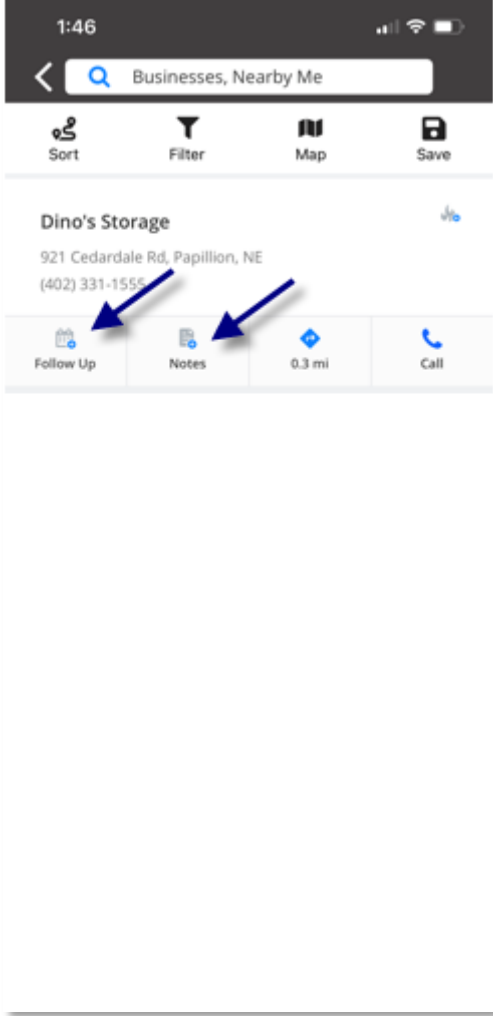 1:46
Businesses, Nearby Me
Sort Filter Map Save
Dino's Storage
921 Cedardale Rd, Papillion, NE
(402) 331-1555
Follow Up Notes 0.3 mi Call